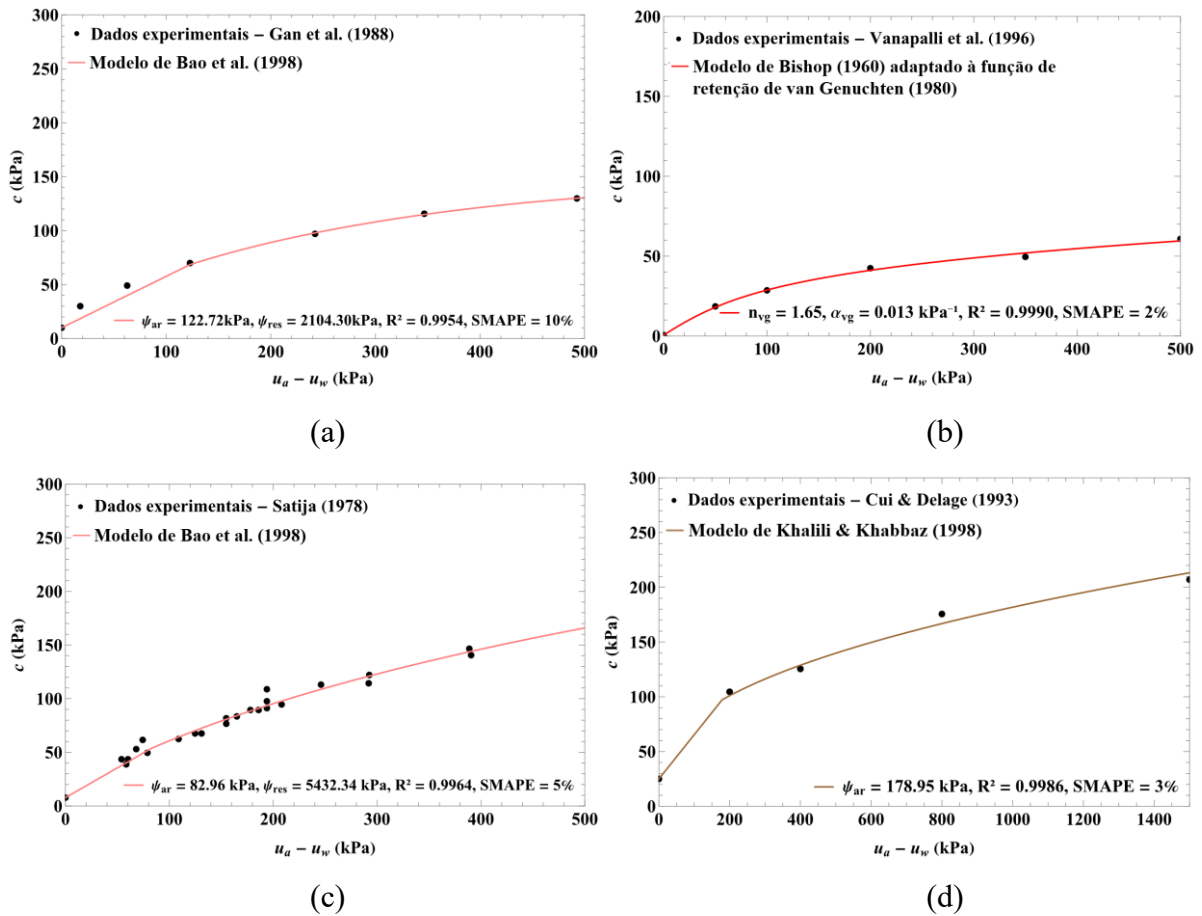 300
250
200
150
100
50
0
c (kPa)
• Dados experimentais – Gan et al. (1988)
— Modelo de Bao et al. (1998)
— ψar = 122.72kPa, ψres = 2104.30kPa, R² = 0.9954, SMAPE = 10%
0 100 200 300 400 500
ua − uw (kPa)
(a)
200
150
100
50
0
c (kPa)
• Dados experimentais – Vanapalli et al. (1996)
— Modelo de Bishop (1960) adaptado à função de
retenção de van Genuchten (1980)
— nvg = 1.65, αvg = 0.013 kPa⁻¹, R² = 0.9990, SMAPE = 2%
0 100 200 300 400 500
ua − uw (kPa)
(b)
300
250
200
150
100
50
0
c (kPa)
• Dados experimentais – Satija (1978)
— Modelo de Bao et al. (1998)
— ψar = 82.96 kPa, ψres = 5432.34 kPa, R² = 0.9964, SMAPE = 5%
0 100 200 300 400 500
ua − uw (kPa)
(c)
300
250
200
150
100
50
0
c (kPa)
• Dados experimentais – Cui & Delage (1993)
— Modelo de Khalili & Khabbaz (1998)
— ψar = 178.95 kPa, R² = 0.9986, SMAPE = 3%
0 200 400 600 800 1000 1200 1400
ua − uw (kPa)
(d)